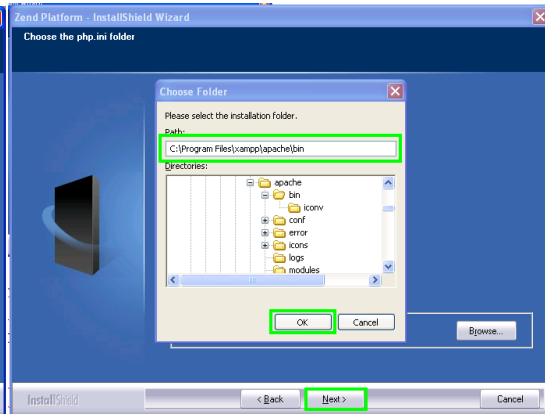 Zend Platform - InstallShield Wizard
Choose the php.ini folder
Choose Folder
Please select the installation folder.
Path:
C:\Program Files\xampp\apache\bin
Directories:
apache
bin
iconv
conf
error
icons
logs
modules
OK Cancel
Browse...
InstallShield
< Back Next > Cancel